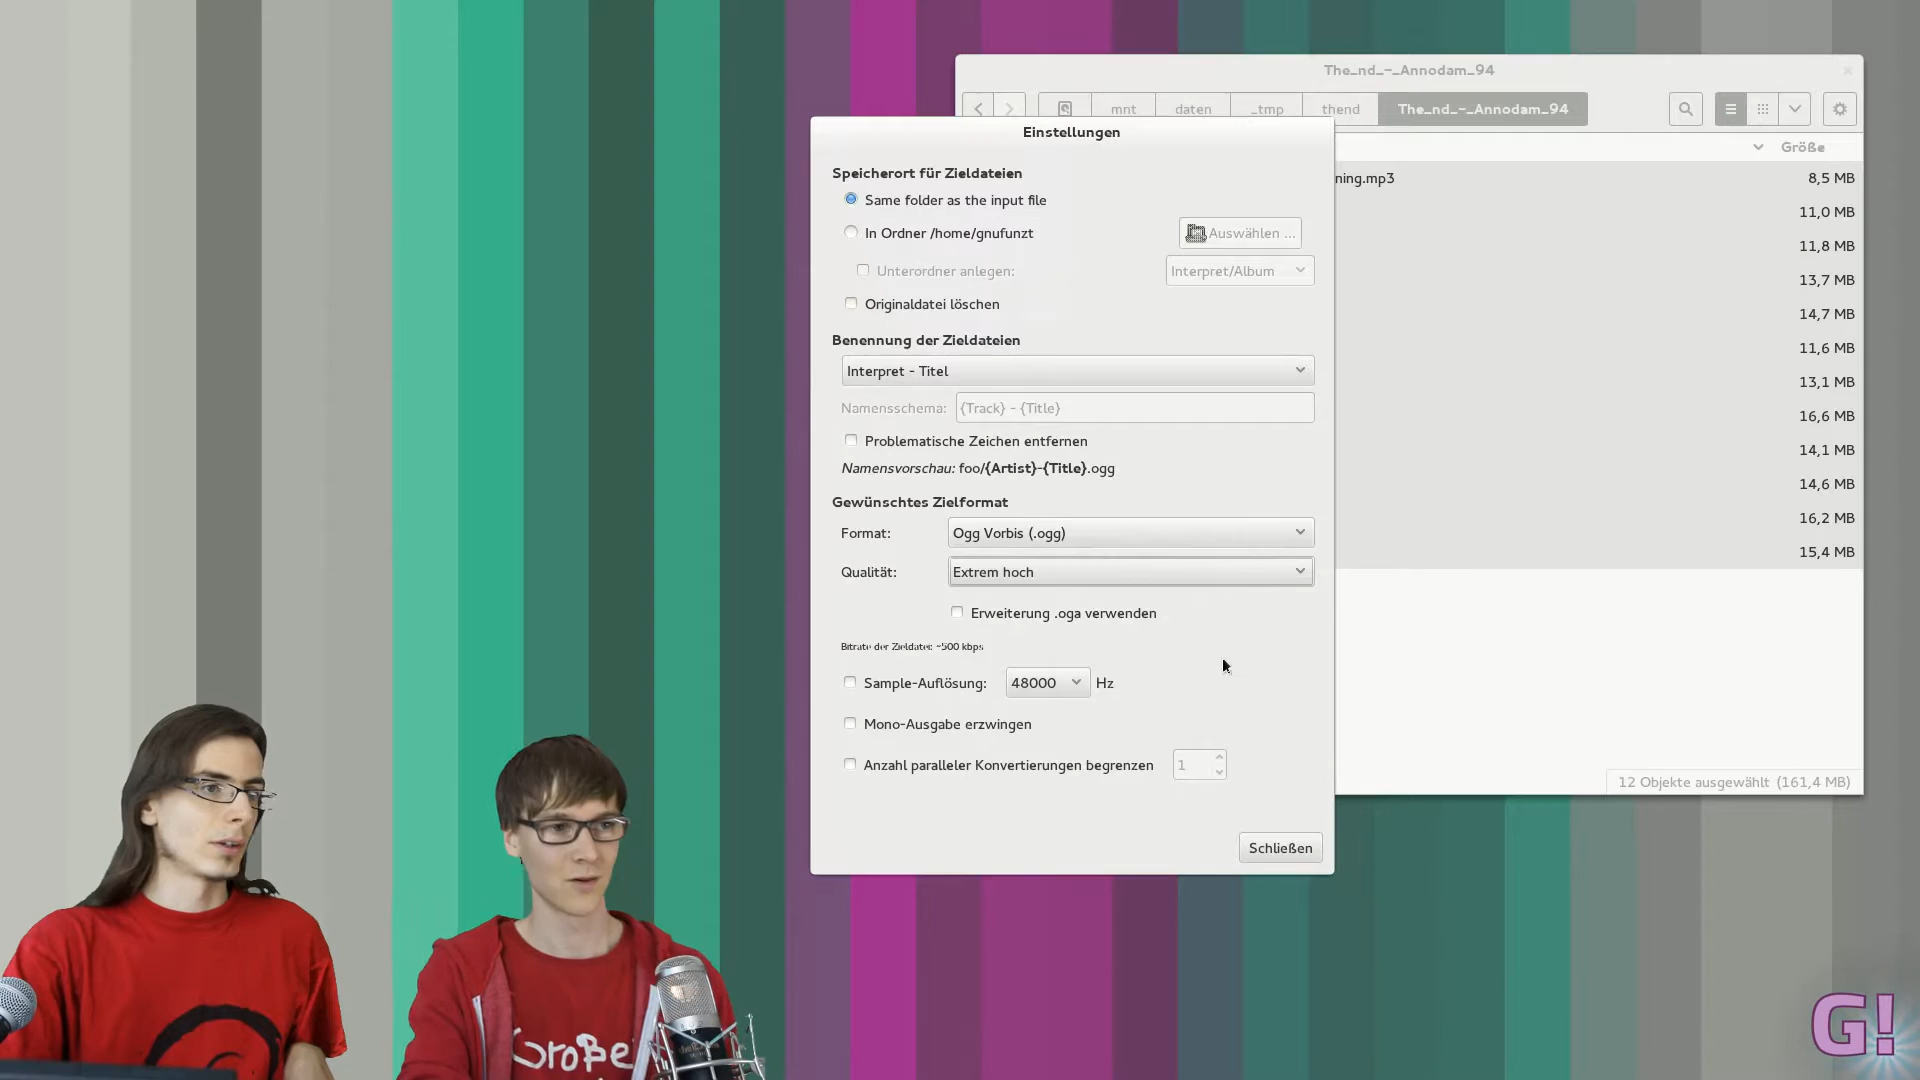 The_nd_-_Annodam_94
mnt daten _tmp thend The_nd_-_Annodam_94
Größe
ning.mp3 8,5 MB
11,0 MB
11,8 MB
13,7 MB
14,7 MB
11,6 MB
13,1 MB
16,6 MB
14,1 MB
14,6 MB
16,2 MB
15,4 MB
12 Objekte ausgewählt (161,4 MB)
Einstellungen
Speicherort für Zieldateien
Same folder as the input file
In Ordner /home/gnufunzt Auswählen ...
Unterordner anlegen: Interpret/Album
Originaldatei löschen
Benennung der Zieldateien
Interpret - Titel
Namensschema: {Track} - {Title}
Problematische Zeichen entfernen
Namensvorschau: foo/{Artist}-{Title}.ogg
Gewünschtes Zielformat
Format: Ogg Vorbis (.ogg)
Qualität: Extrem hoch
Erweiterung .oga verwenden
Bitrate der Zieldatei: ~500 kbps
Sample-Auflösung: 48000 Hz
Mono-Ausgabe erzwingen
Anzahl paralleler Konvertierungen begrenzen 1
Schließen
G!